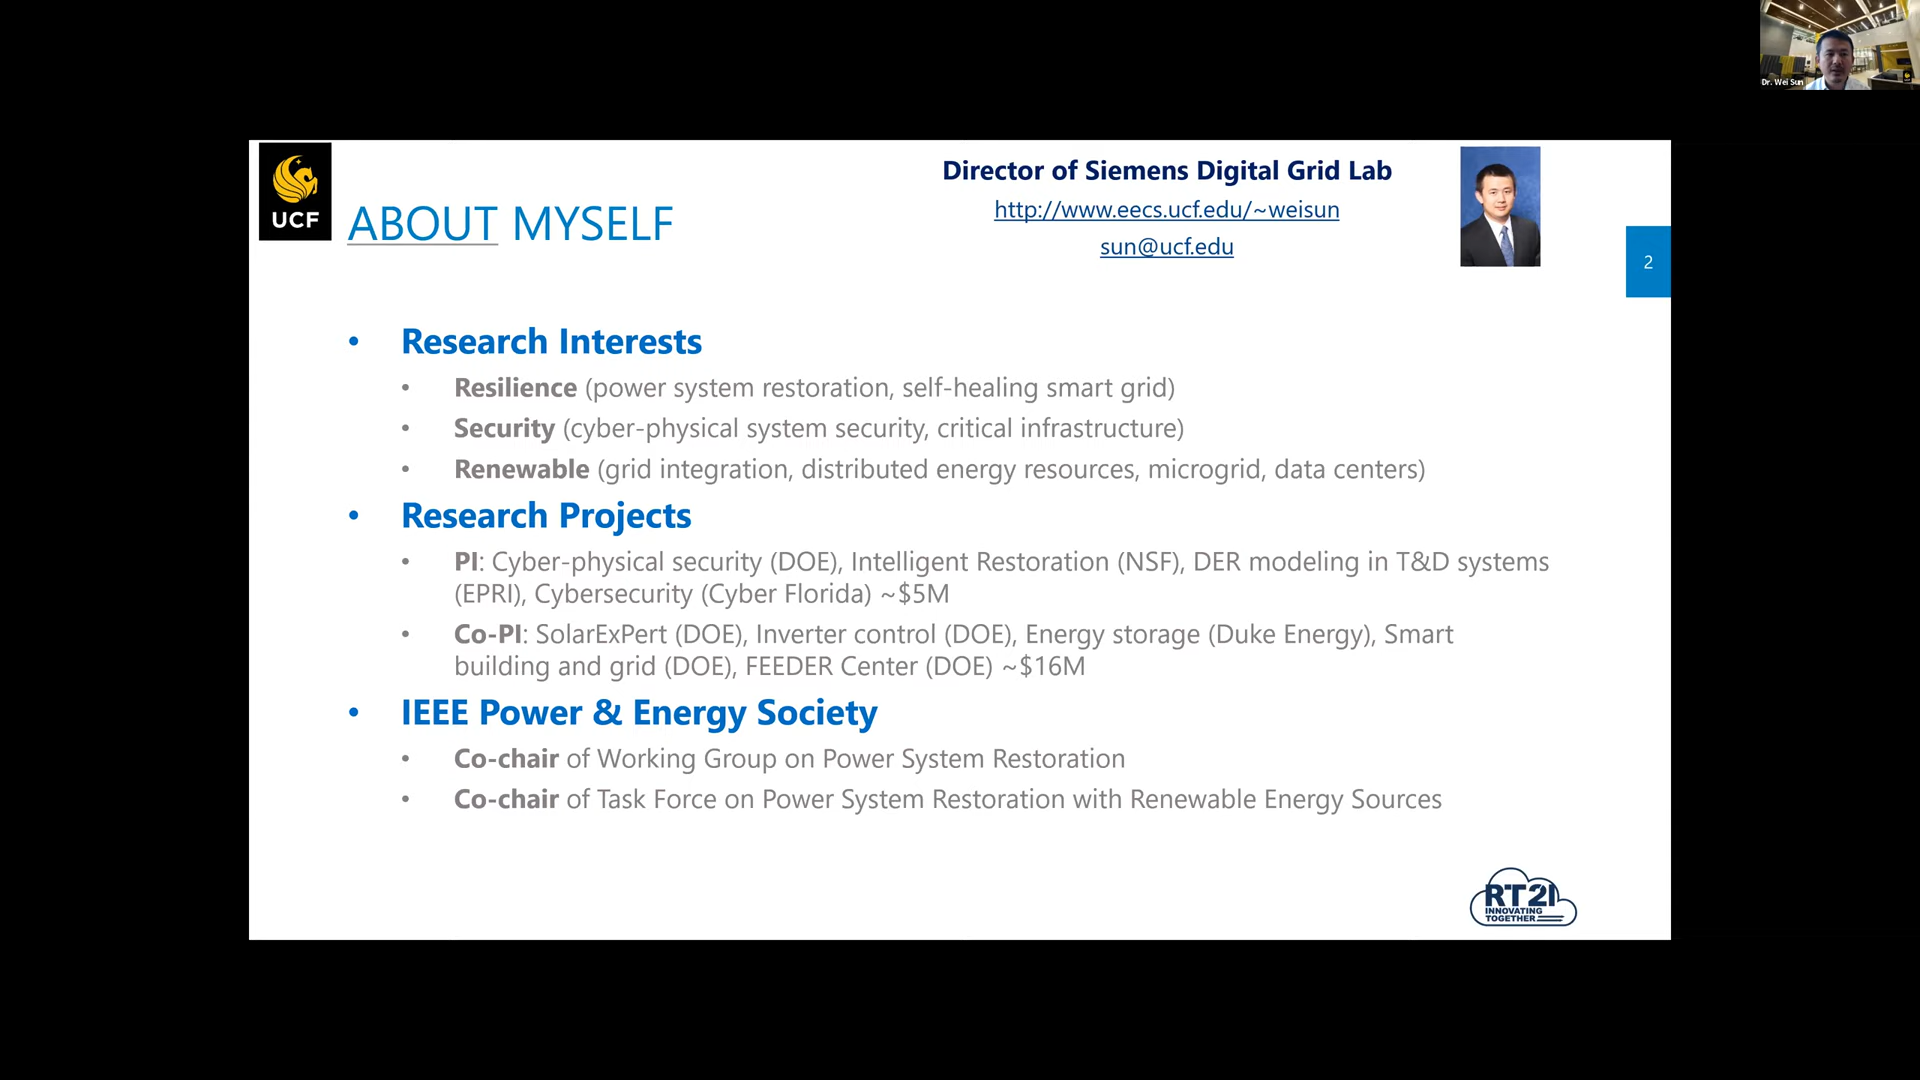 Dr. Wei Sun
UCF
ABOUT MYSELF
Director of Siemens Digital Grid Lab
http://www.eecs.ucf.edu/~weisun
sun@ucf.edu
2
• Research Interests
• Resilience (power system restoration, self-healing smart grid)
• Security (cyber-physical system security, critical infrastructure)
• Renewable (grid integration, distributed energy resources, microgrid, data centers)
• Research Projects
• PI: Cyber-physical security (DOE), Intelligent Restoration (NSF), DER modeling in T&D systems
(EPRI), Cybersecurity (Cyber Florida) ~$5M
• Co-PI: SolarExPert (DOE), Inverter control (DOE), Energy storage (Duke Energy), Smart
building and grid (DOE), FEEDER Center (DOE) ~$16M
• IEEE Power & Energy Society
• Co-chair of Working Group on Power System Restoration
• Co-chair of Task Force on Power System Restoration with Renewable Energy Sources
RT2I
INNOVATING
TOGETHER